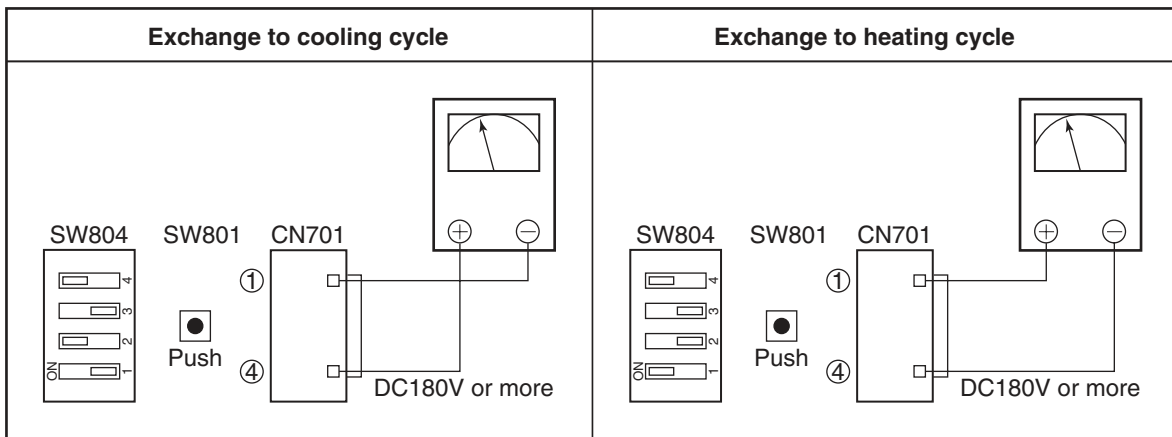 Exchange to cooling cycle
Exchange to heating cycle
SW804 SW801 CN701
+ −
4
3
2
1
ON
Push
①
④
DC180V or more
SW804 SW801 CN701
+ −
4
3
2
1
ON
Push
①
④
DC180V or more